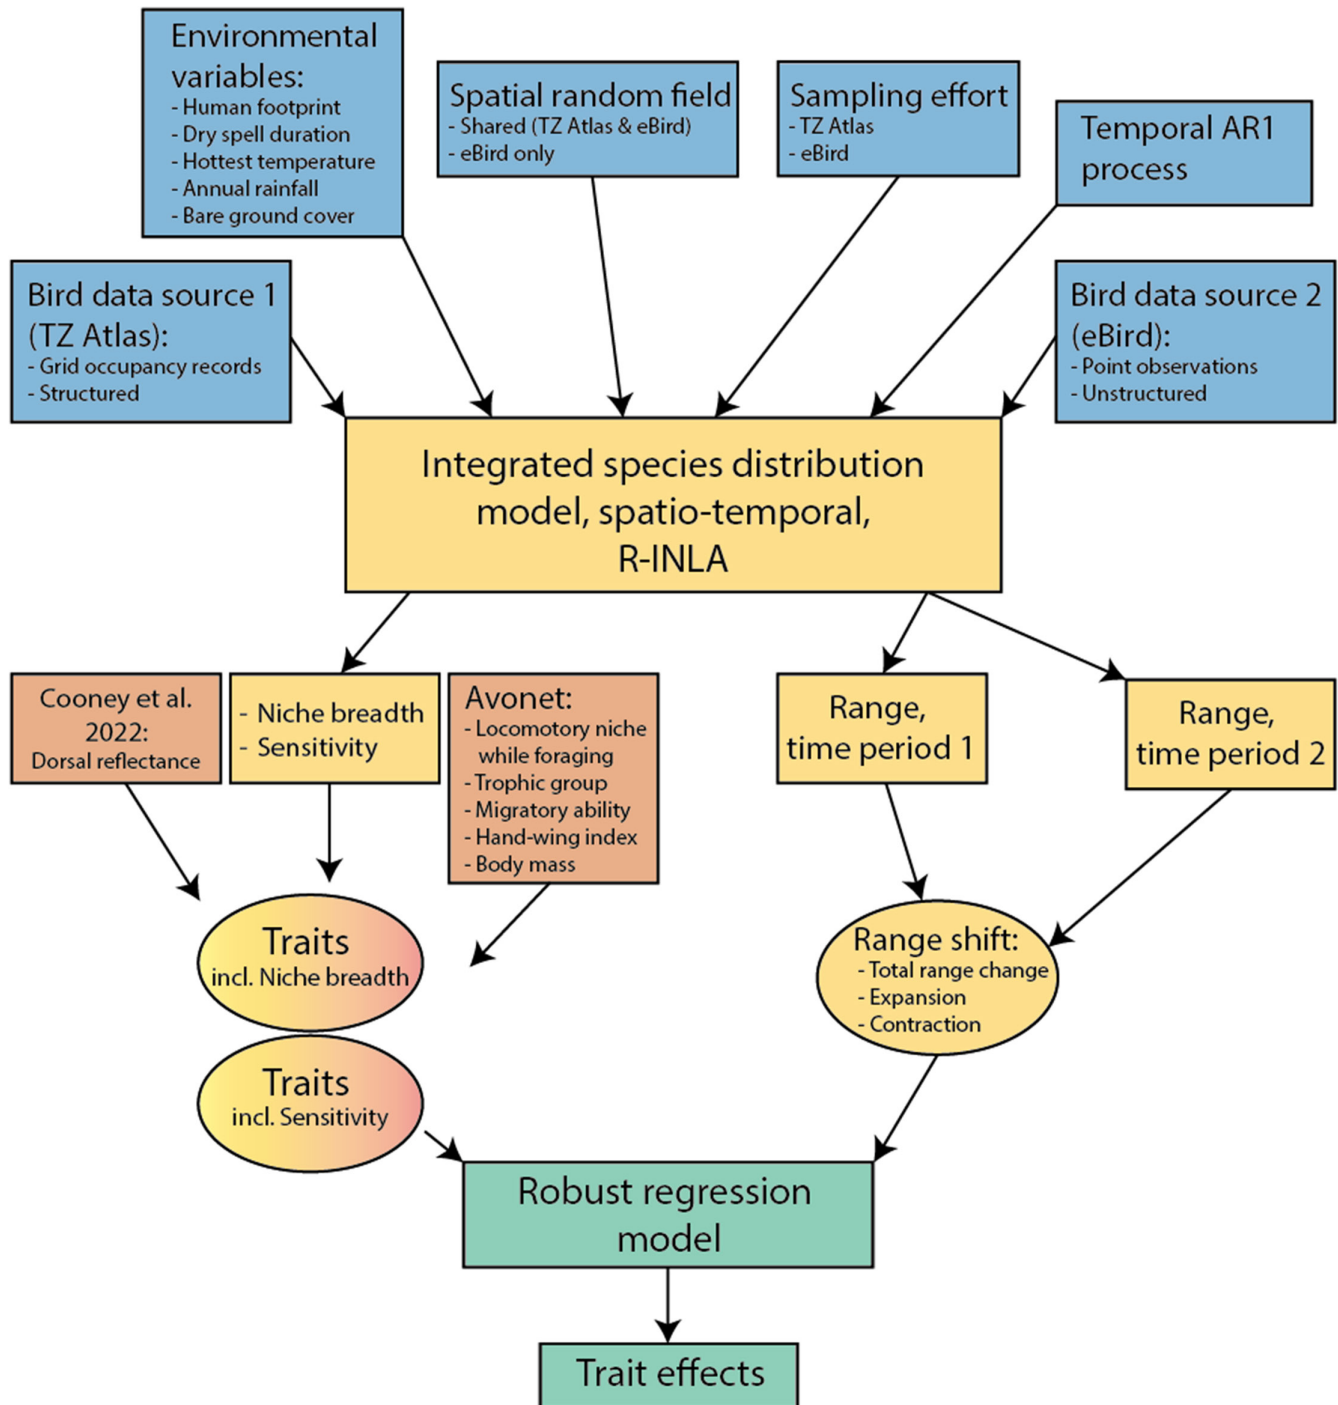 Environmental
variables:
- Human footprint
- Dry spell duration
- Hottest temperature
- Annual rainfall
- Bare ground cover
Spatial random field
- Shared (TZ Atlas & eBird)
- eBird only
Sampling effort
- TZ Atlas
- eBird
Temporal AR1
process
Bird data source 1
(TZ Atlas):
- Grid occupancy records
- Structured
Bird data source 2
(eBird):
- Point observations
- Unstructured
Integrated species distribution
model, spatio-temporal,
R-INLA
Cooney et al.
2022:
Dorsal reflectance
- Niche breadth
- Sensitivity
Avonet:
- Locomotory niche
while foraging
- Trophic group
- Migratory ability
- Hand-wing index
- Body mass
Range,
time period 1
Range,
time period 2
Traits
incl. Niche breadth
Range shift:
- Total range change
- Expansion
- Contraction
Traits
incl. Sensitivity
Robust regression
model
Trait effects